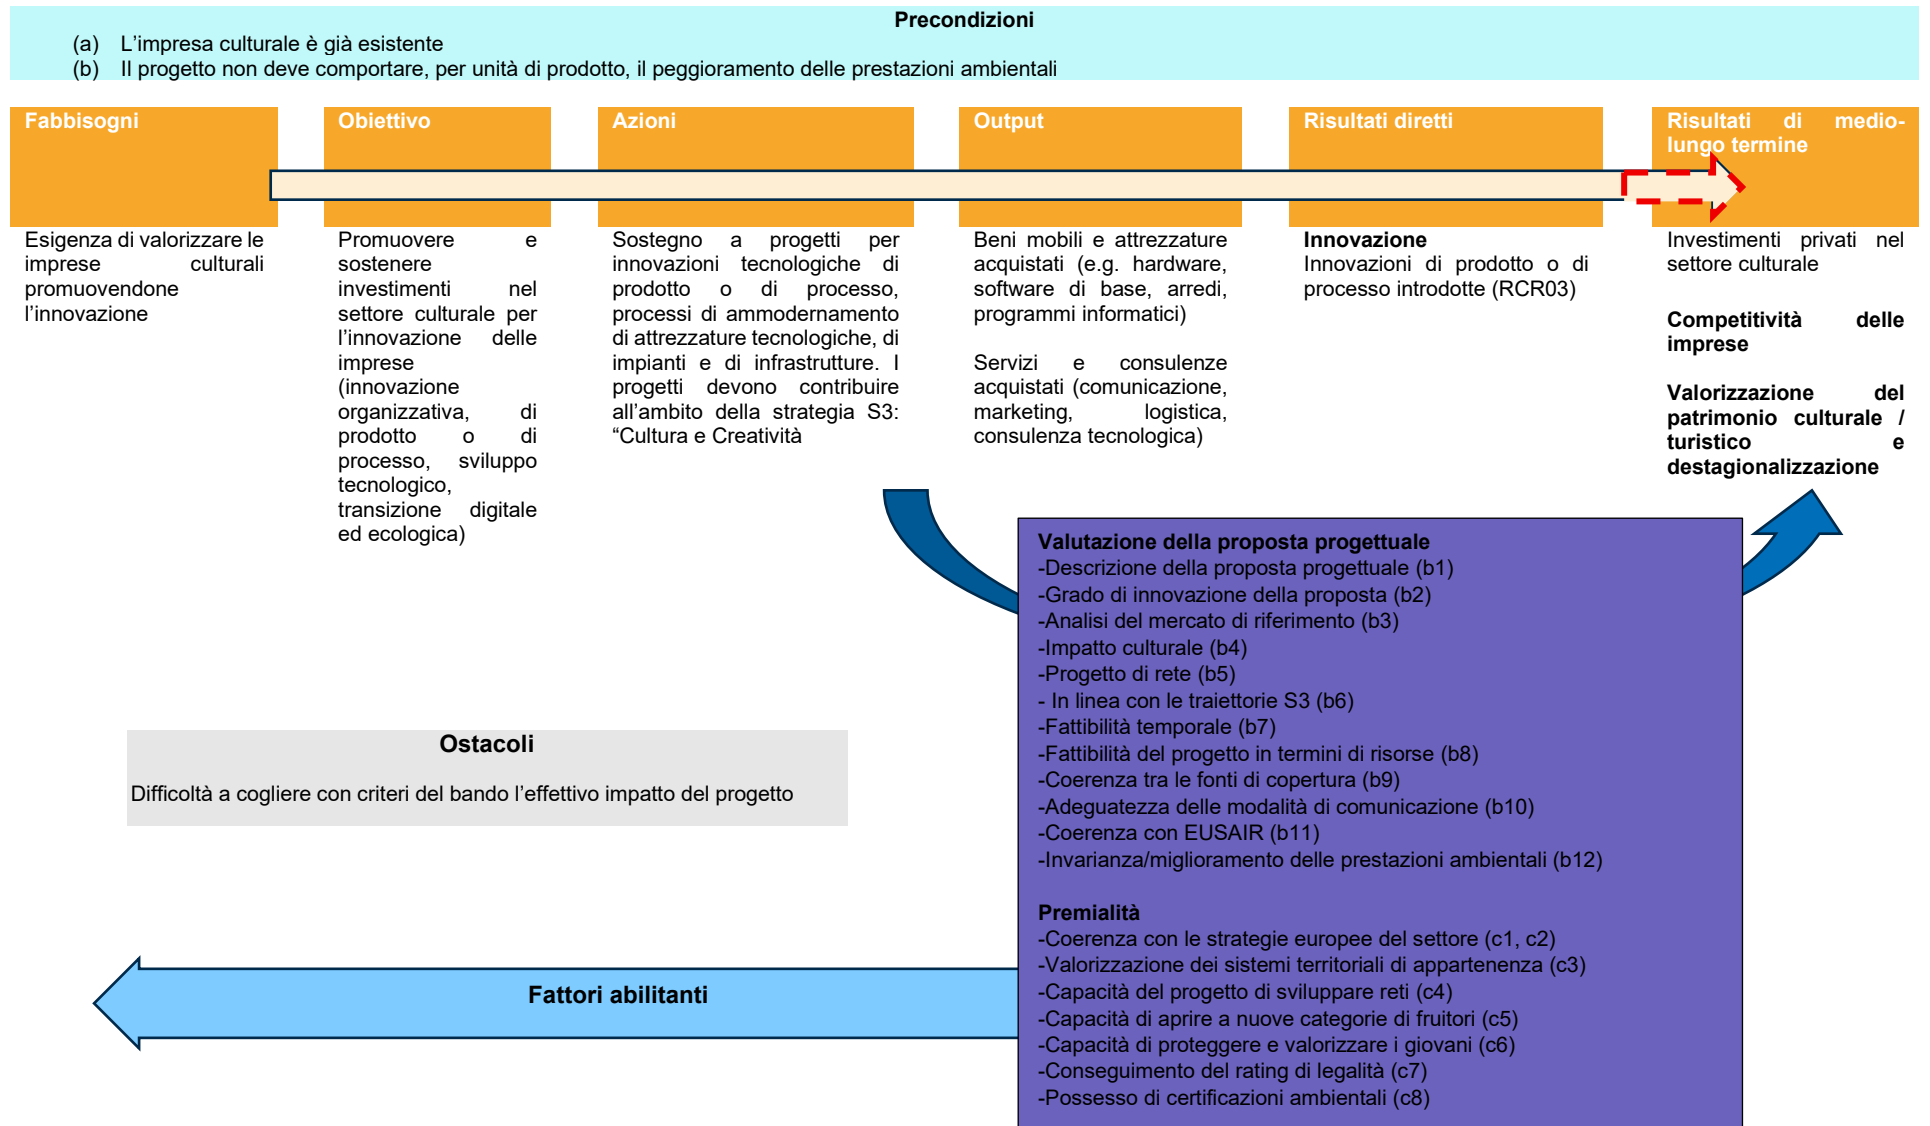 Precondizioni
(a) L'impresa culturale è già esistente
(b) Il progetto non deve comportare, per unità di prodotto, il peggioramento delle prestazioni ambientali
Fabbisogni
Esigenza di valorizzare le
imprese culturali
promuovendone
l'innovazione
Obiettivo
Promuovere e
sostenere
investimenti nel
settore culturale per
l'innovazione delle
imprese
(innovazione
organizzativa, di
prodotto o di
processo, sviluppo
tecnologico,
transizione digitale
ed ecologica)
Azioni
Sostegno a progetti per
innovazioni tecnologiche di
prodotto o di processo,
processi di ammodernamento
di attrezzature tecnologiche, di
impianti e di infrastrutture. I
progetti devono contribuire
all'ambito della strategia S3:
“Cultura e Creatività
Output
Beni mobili e attrezzature
acquistati (e.g. hardware,
software di base, arredi,
programmi informatici)
Servizi e consulenze
acquistati (comunicazione,
marketing, logistica,
consulenza tecnologica)
Risultati diretti
Innovazione
Innovazioni di prodotto o di
processo introdotte (RCR03)
Risultati di medio-
lungo termine
Investimenti privati nel
settore culturale
Competitività delle
imprese
Valorizzazione del
patrimonio culturale /
turistico e
destagionalizzazione
Valutazione della proposta progettuale
-Descrizione della proposta progettuale (b1)
-Grado di innovazione della proposta (b2)
-Analisi del mercato di riferimento (b3)
-Impatto culturale (b4)
-Progetto di rete (b5)
- In linea con le traiettorie S3 (b6)
-Fattibilità temporale (b7)
-Fattibilità del progetto in termini di risorse (b8)
-Coerenza tra le fonti di copertura (b9)
-Adeguatezza delle modalità di comunicazione (b10)
-Coerenza con EUSAIR (b11)
-Invarianza/miglioramento delle prestazioni ambientali (b12)
Premialità
-Coerenza con le strategie europee del settore (c1, c2)
-Valorizzazione dei sistemi territoriali di appartenenza (c3)
-Capacità del progetto di sviluppare reti (c4)
-Capacità di aprire a nuove categorie di fruitori (c5)
-Capacità di proteggere e valorizzare i giovani (c6)
-Conseguimento del rating di legalità (c7)
-Possesso di certificazioni ambientali (c8)
Ostacoli
Difficoltà a cogliere con criteri del bando l'effettivo impatto del progetto
Fattori abilitanti